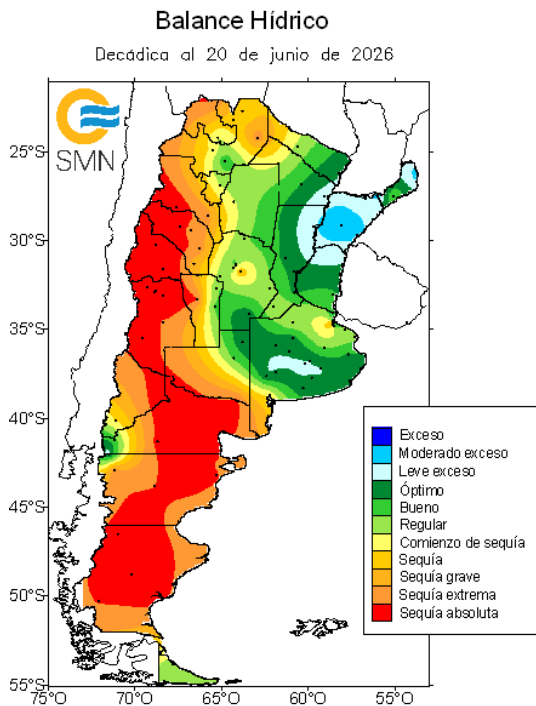 Balance Hídrico
Decádica al 20 de junio de 2026
SMN
25°S
30°S
35°S
40°S
45°S
50°S
55°S
75°O
70°O
65°O
60°O
55°O
Exceso
Moderado exceso
Leve exceso
Óptimo
Bueno
Regular
Comienzo de sequía
Sequía
Sequía grave
Sequía extrema
Sequía absoluta